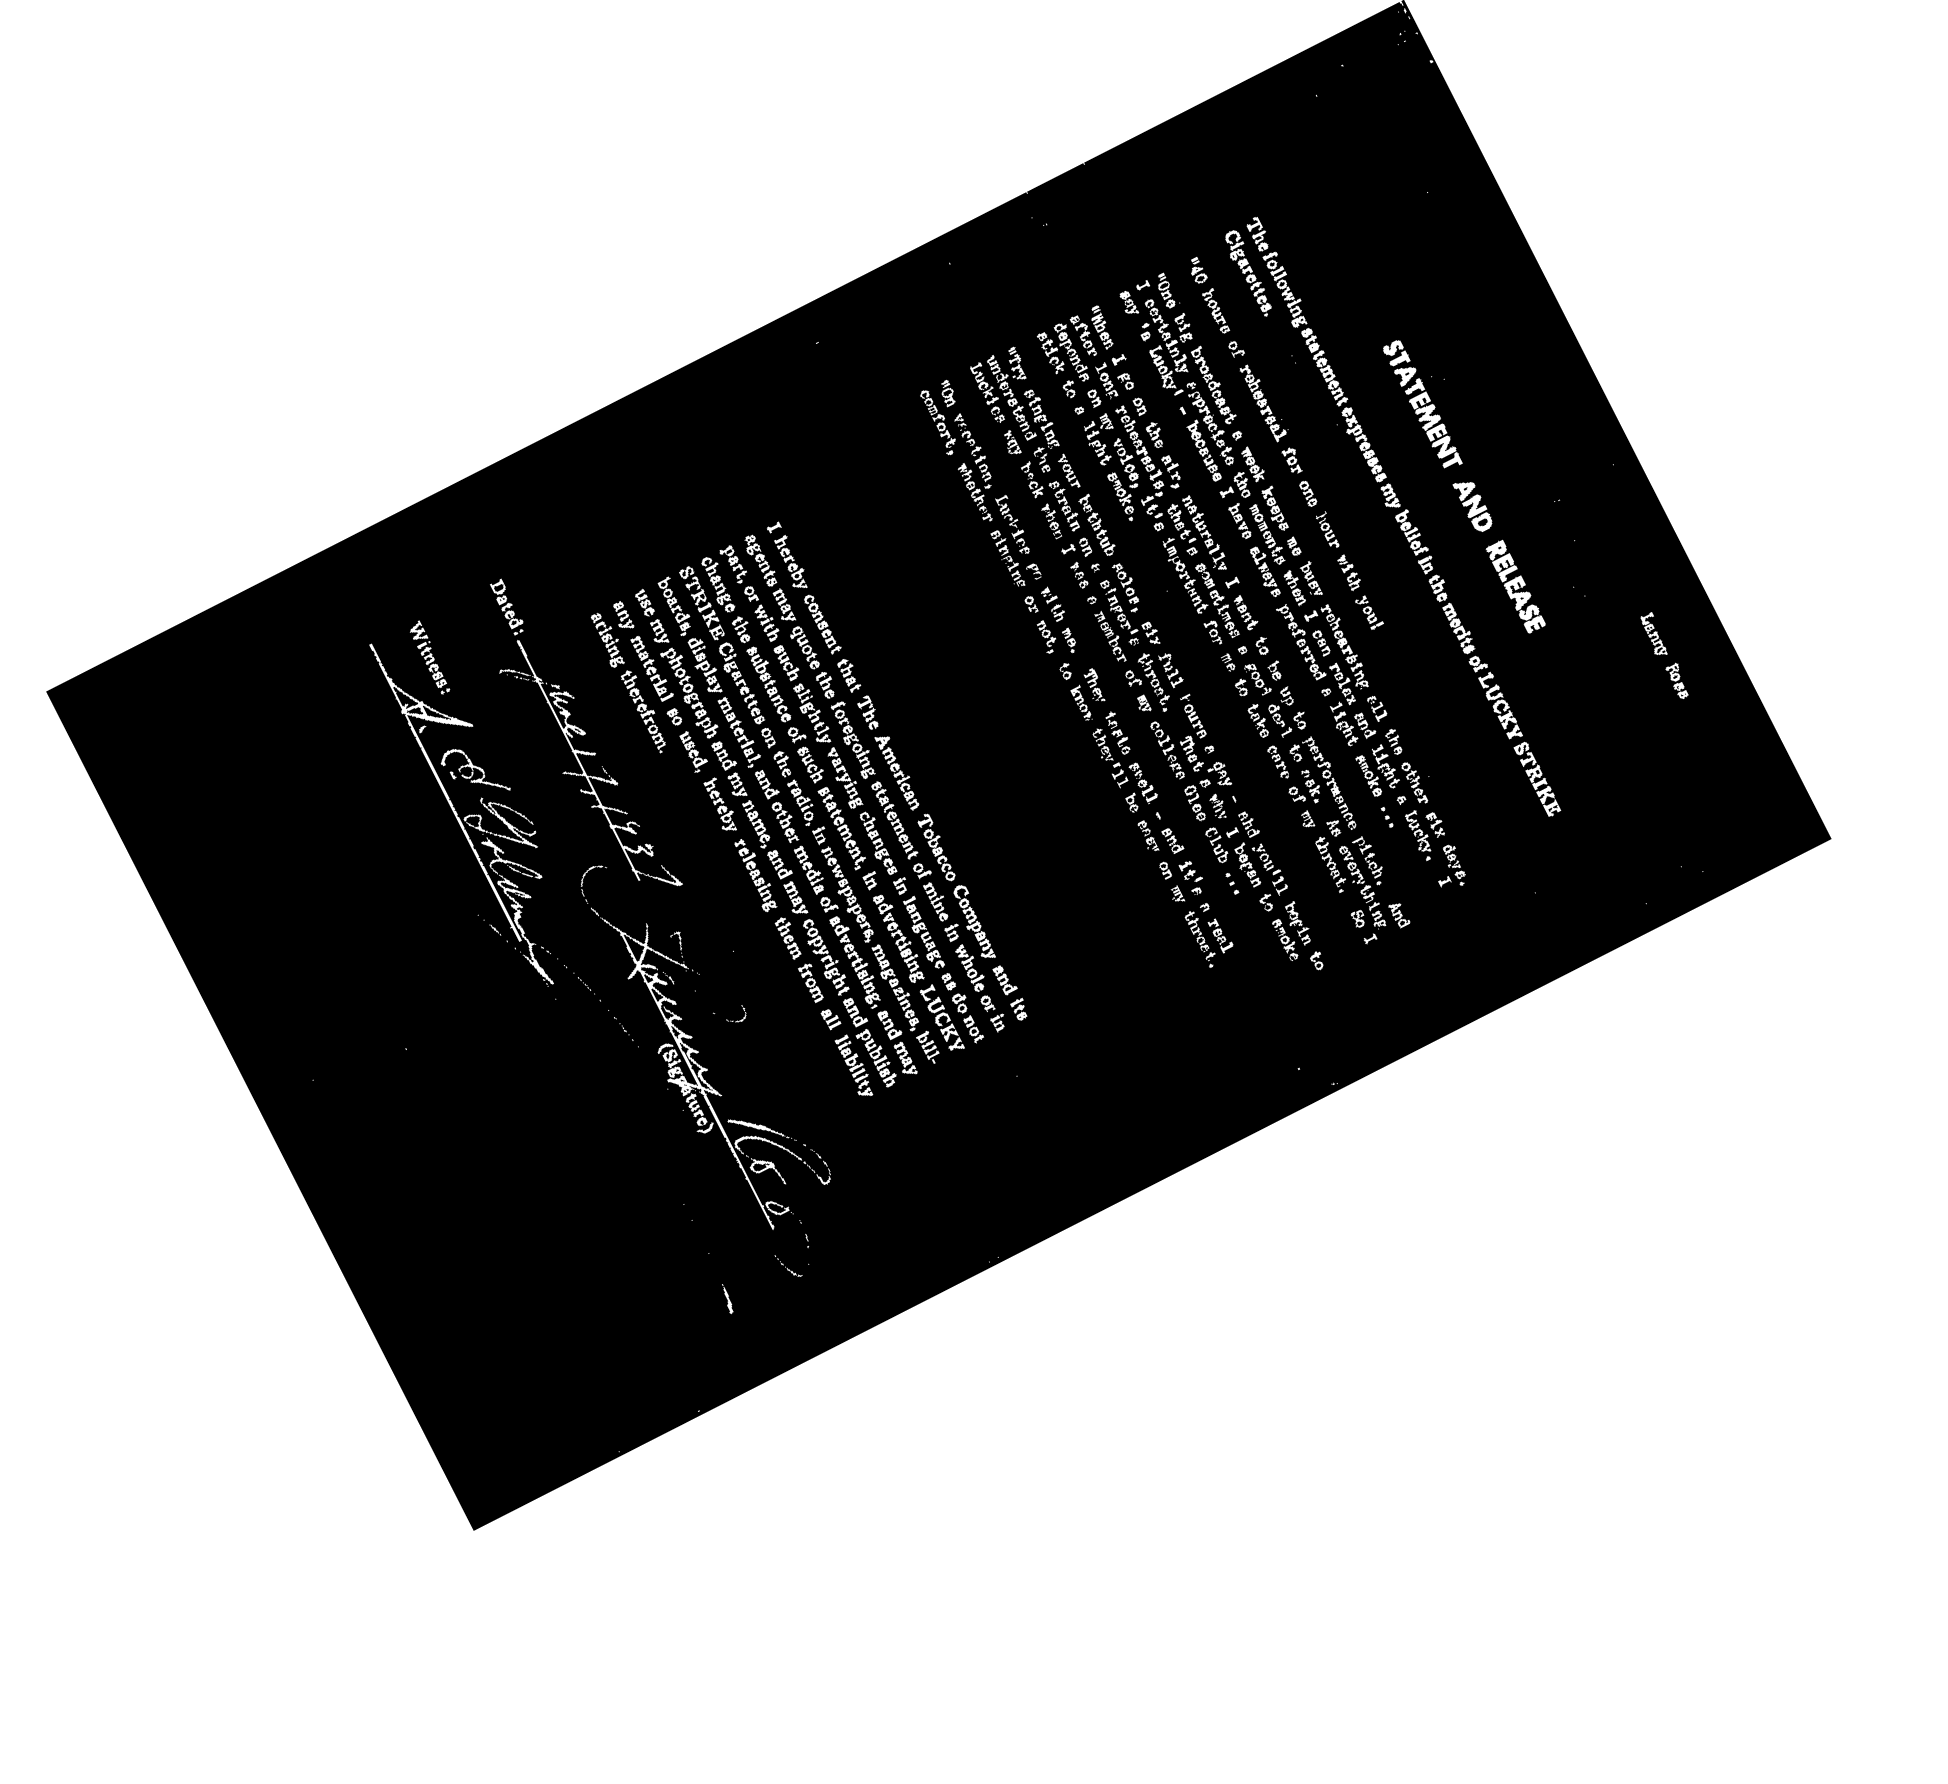 Lanny Ross
STATEMENT AND RELEASE
The following statement expresses my belief in the merits of LUCKY STRIKE
Cigarettes.
"40 hours of rehearsal for one hour with you!
"One big broadcast a week keeps me busy rehearsing all the other six days.
I certainly appreciate the moments when I can relax and light a Lucky. I
say 'a Lucky' - because I have always preferred a light smoke ...
"When I go on the air, naturally I want to be up to performance pitch. And
after long rehearsals, that's sometimes a good deal to ask. As everything
depends on my voice, it's important for me to take care of my throat. So I
stick to a light smoke.
"Try singing your bathtub solos, six full hours a day - and you'll begin to
understand the strain on a singer's throat. That's why I began to smoke
Luckies way back when I was a member of my college Glee Club ...
"On vacation, Luckies go with me. They taste swell - and it's a real
comfort, whether singing or not, to know they'll be easy on my throat.
I hereby consent that The American Tobacco Company and its
agents may quote the foregoing statement of mine in whole or in
part, or with such slightly varying changes in language as do not
change the substance of such statement, in advertising LUCKY
STRIKE Cigarettes on the radio, in newspapers, magazines, bill-
boards, display material, and other media of advertising, and may
use my photograph and my name, and may copyright and publish
any material so used, hereby releasing them from all liability
arising therefrom.
Dated: June
(Signature)
Witness: